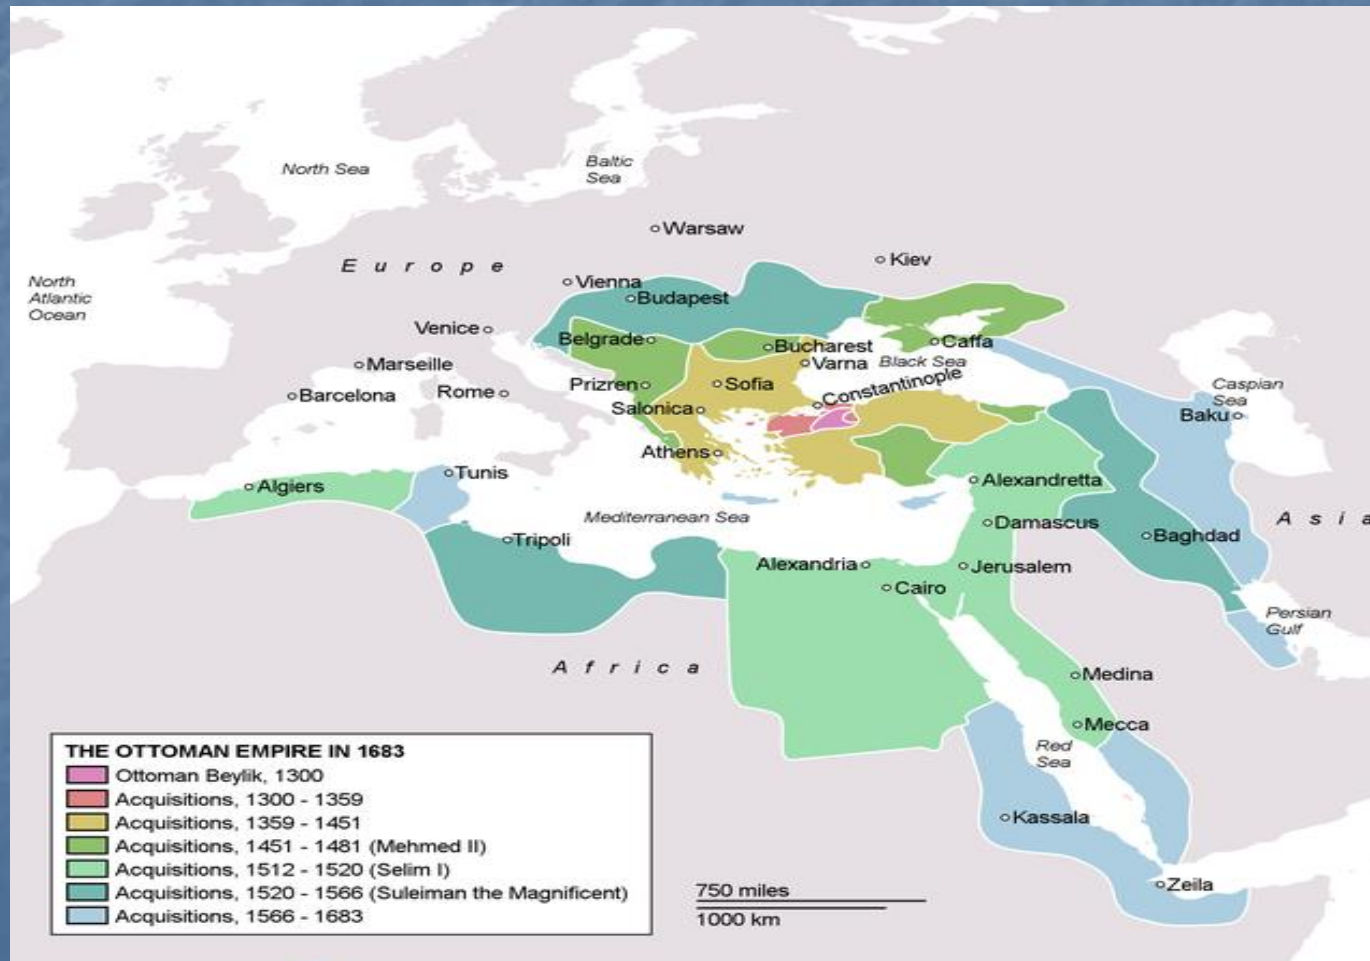 North Sea
Baltic
Sea
Warsaw
Europe
Kiev
North
Atlantic
Ocean
Vienna
Budapest
Venice
Belgrade
Bucharest
Caffa
Marseille
Varna
Black Sea
Prizren
Sofia
Constantinople
Caspian
Sea
Barcelona
Rome
Salonica
Baku
Athens
Tunis
Algiers
Alexandretta
Mediterranean Sea
Damascus
Asia
Tripoli
Baghdad
Alexandria
Jerusalem
Cairo
Persian
Gulf
Africa
Medina
Mecca
Red
Sea
Kassala
Zeila
THE OTTOMAN EMPIRE IN 1683
Ottoman Beylik, 1300
Acquisitions, 1300 - 1359
Acquisitions, 1359 - 1451
Acquisitions, 1451 - 1481 (Mehmed II)
Acquisitions, 1512 - 1520 (Selim I)
Acquisitions, 1520 - 1566 (Suleiman the Magnificent)
Acquisitions, 1566 - 1683
750 miles
1000 km